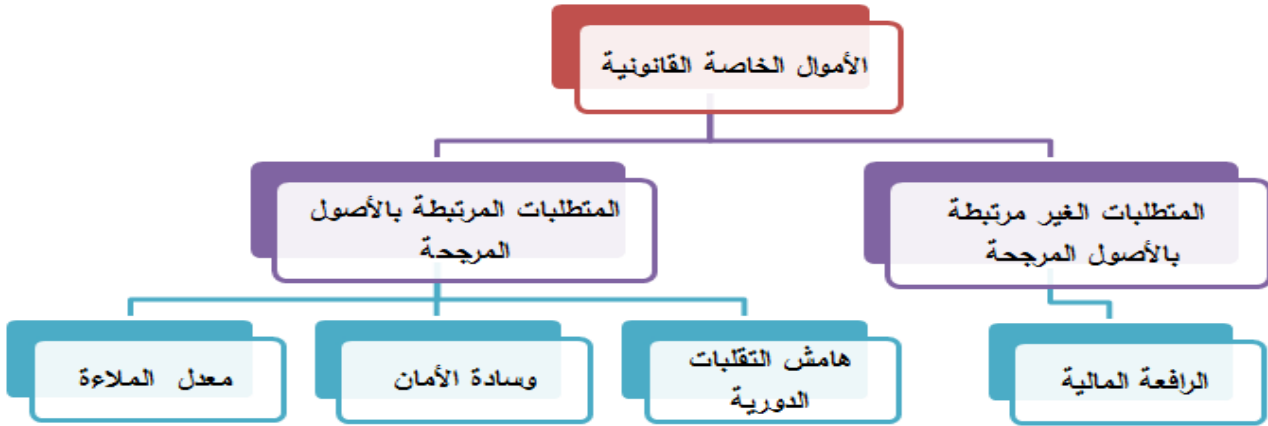 الأموال الخاصة القانونية
المتطلبات الغير مرتبطة
بالأصول المرجحة
المتطلبات المرتبطة بالأصول
المرجحة
الرافعة المالية
هامش التقلبات
الدورية
وسادة الأمان
معدل الملاءة